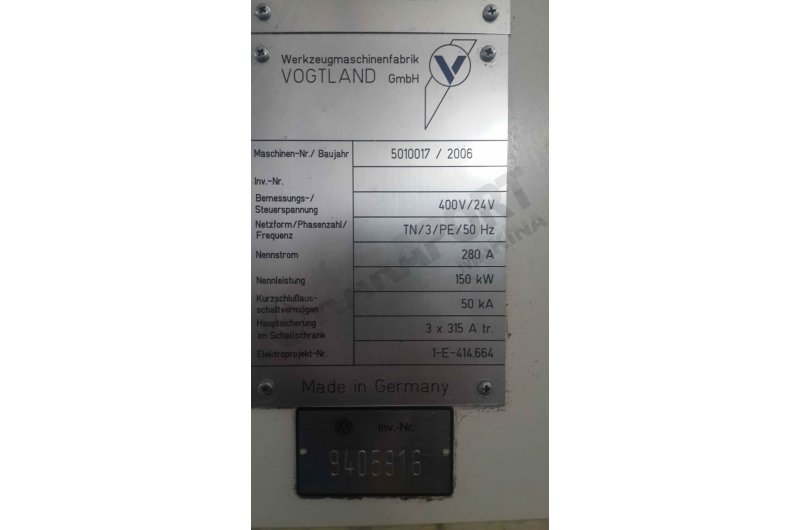 Werkzeugmaschinenfabrik
VOGTLAND GmbH
V
Maschinen-Nr./ Baujahr 5010017 / 2006
Inv.-Nr.
Bemessungs-/
Steuerspannung 400V/24V
Netzform/Phasenzahl/
Frequenz TN/3/PE/50 Hz
Nennstrom 280 A
Nennleistung 150 kW
Kurzschlußaus-
schaltvermögen 50 kA
Hauptsicherung
im Schaltschrank 3 x 315 A tr.
Elektroprojekt-Nr. 1-E-414.664
Made in Germany
Inv.-Nr.
9405916